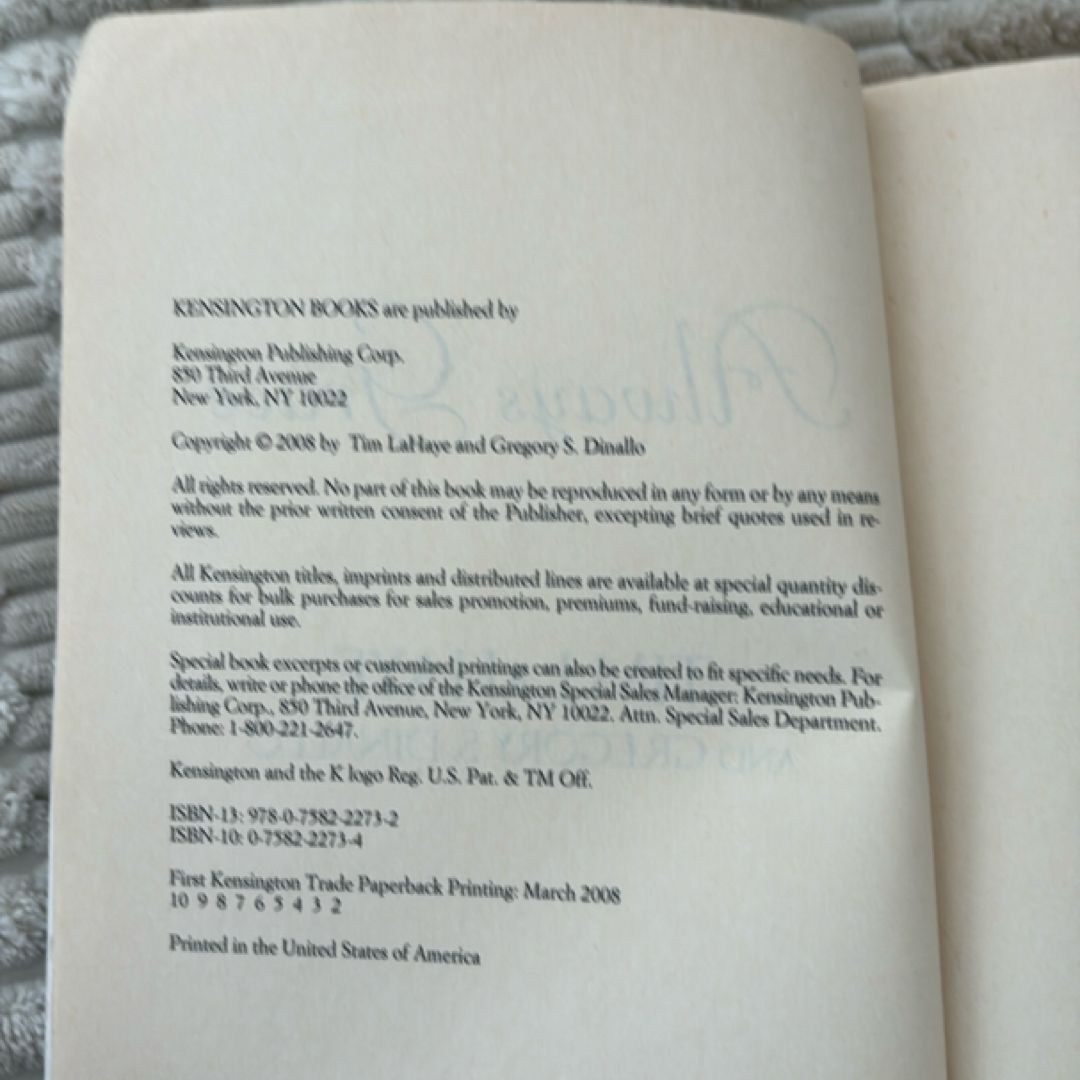 KENSINGTON BOOKS are published by
Kensington Publishing Corp.
850 Third Avenue
New York, NY 10022
Copyright © 2008 by Tim LaHaye and Gregory S. Dinallo
All rights reserved. No part of this book may be reproduced in any form or by any means
without the prior written consent of the Publisher, excepting brief quotes used in re-
views.
All Kensington titles, imprints and distributed lines are available at special quantity dis-
counts for bulk purchases for sales promotion, premiums, fund-raising, educational or
institutional use.
Special book excerpts or customized printings can also be created to fit specific needs. For
details, write or phone the office of the Kensington Special Sales Manager: Kensington Pub-
lishing Corp., 850 Third Avenue, New York, NY 10022. Attn. Special Sales Department.
Phone: 1-800-221-2647.
Kensington and the K logo Reg. U.S. Pat. & TM Off.
ISBN-13: 978-0-7582-2273-2
ISBN-10: 0-7582-2273-4
First Kensington Trade Paperback Printing: March 2008
10 9 8 7 6 5 4 3 2
Printed in the United States of America